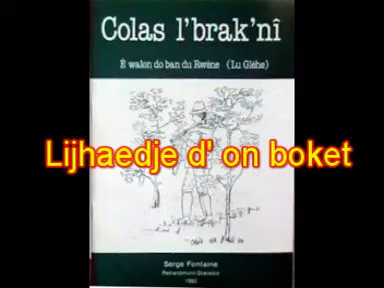 Colas l'brak'nî
È walon do ban du Rwène (Lu Glèhe)
Lijhaedje d' on boket
Serge Fontaine